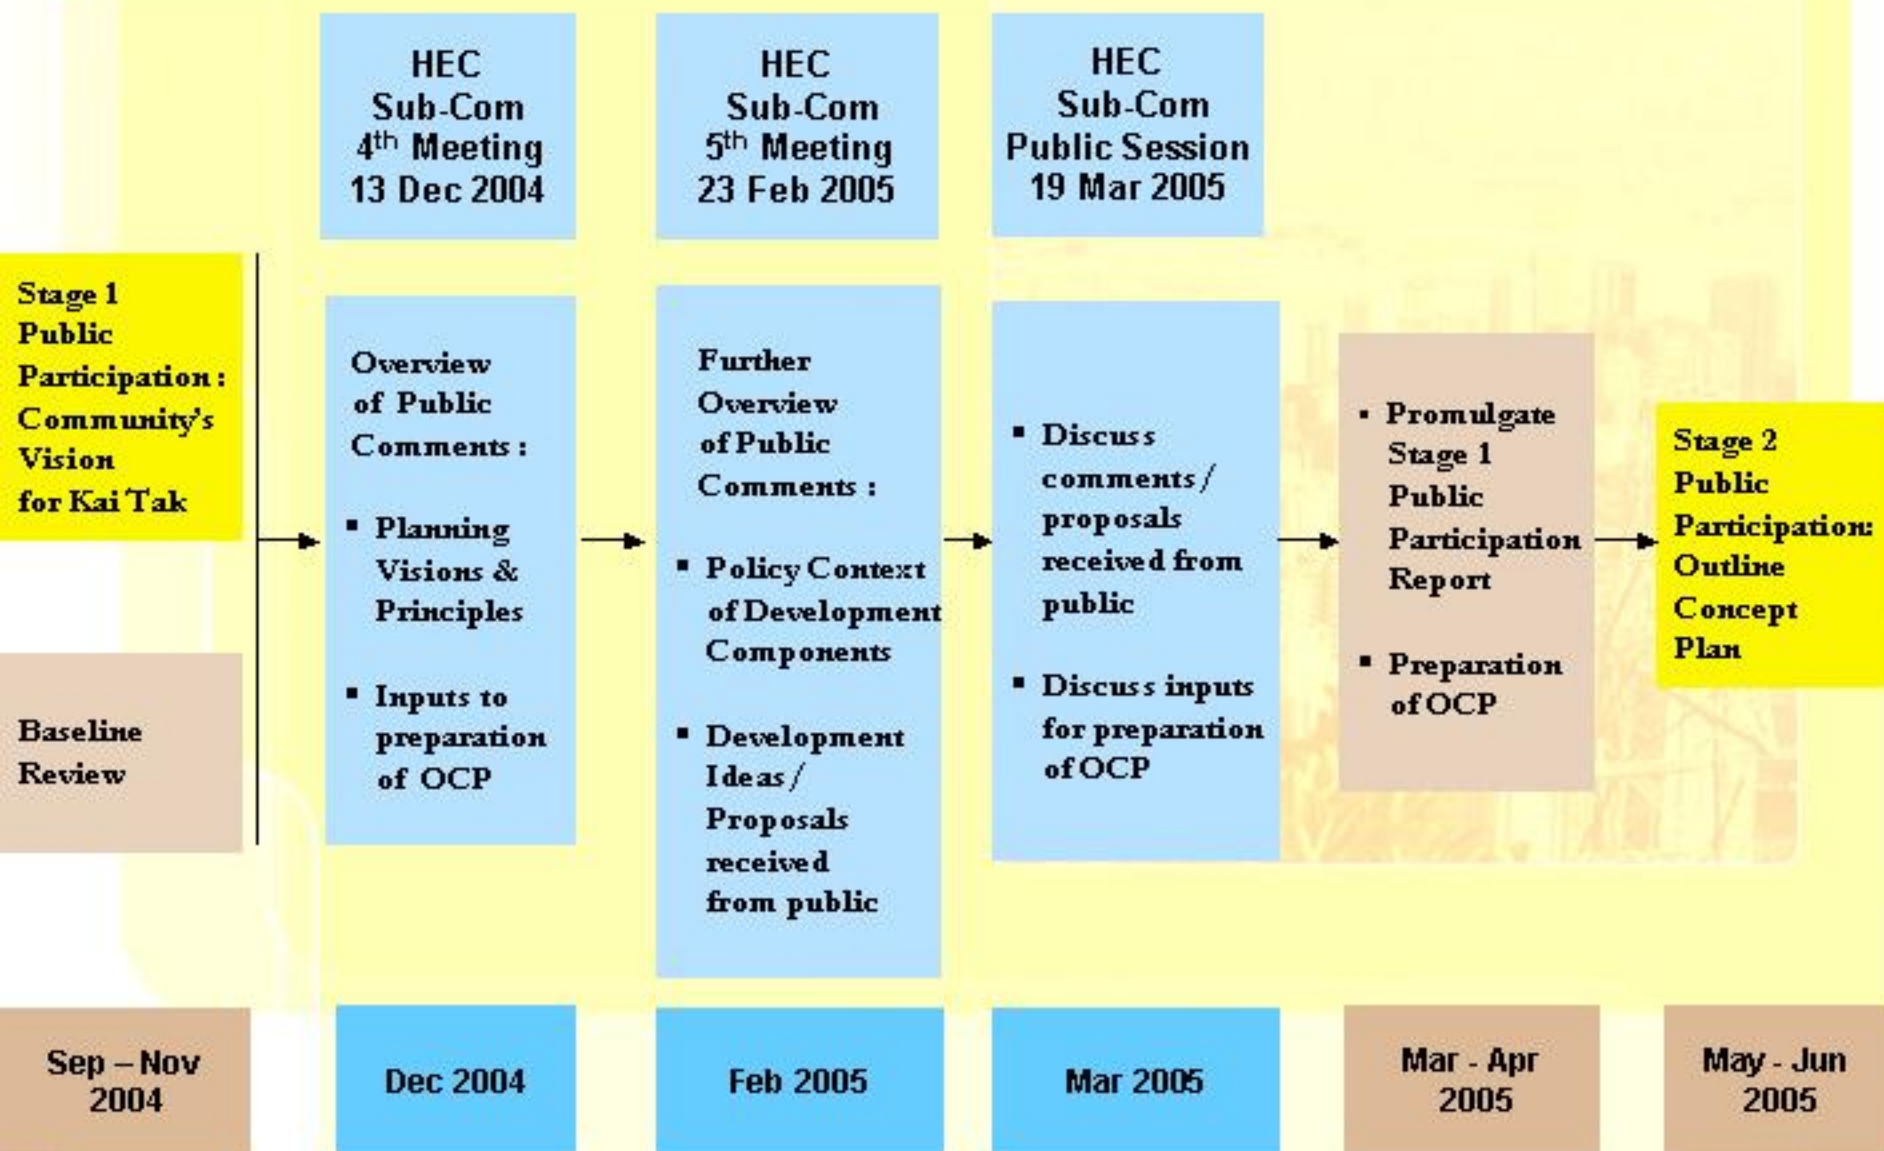 HEC
Sub-Com
4th Meeting
13 Dec 2004
HEC
Sub-Com
5th Meeting
23 Feb 2005
HEC
Sub-Com
Public Session
19 Mar 2005
Stage 1
Public
Participation :
Community's
Vision
for Kai Tak
Baseline
Review
Overview
of Public
Comments :
▪ Planning
Visions &
Principles
▪ Inputs to
preparation
of OCP
Further
Overview
of Public
Comments :
▪ Policy Context
of Development
Components
▪ Development
Ideas /
Proposals
received
from public
▪ Discuss
comments /
proposals
received from
public
▪ Discuss inputs
for preparation
of OCP
▪ Promulgate
Stage 1
Public
Participation
Report
▪ Preparation
of OCP
Stage 2
Public
Participation:
Outline
Concept
Plan
Sep – Nov
2004
Dec 2004
Feb 2005
Mar 2005
Mar - Apr
2005
May - Jun
2005